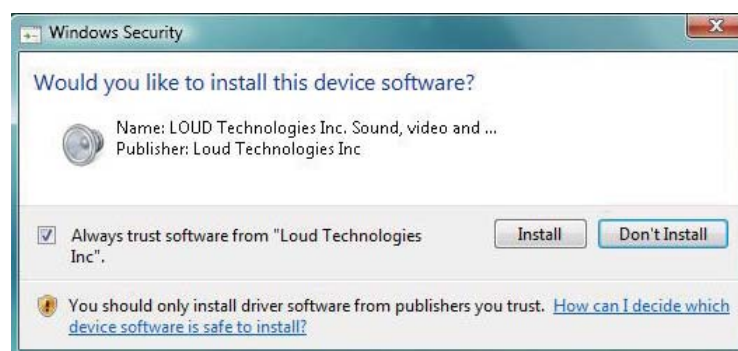 Windows Security
Would you like to install this device software?
Name: LOUD Technologies Inc. Sound, video and ...
Publisher: Loud Technologies Inc
Always trust software from "Loud Technologies
Inc".
Install
Don't Install
You should only install driver software from publishers you trust. How can I decide which
device software is safe to install?